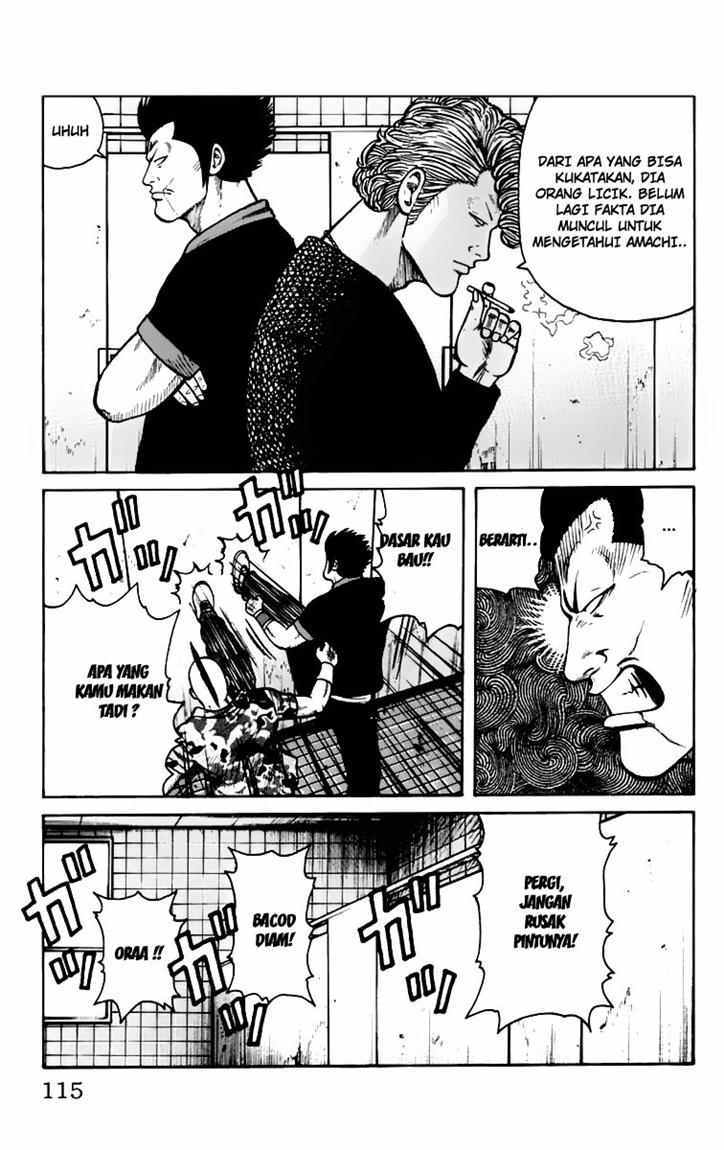 DARI APA YANG BISA
KUKATAKAN, DIA
ORANG LICIK. BELUM
LAGI FAKTA DIA
MUNCUL UNTUK
MENGETAHUI AMACHI..
UHUH
...
BERARTI..
DASAR KAU
BAU!!
ガッ
ガッ
APA YANG
KAMU MAKAN
TADI ?
PERGI,
JANGAN
RUSAK
PINTUNYA!
ガッ
BACOD
DIAM!
ガッ
ORAA !!
ガッ
115